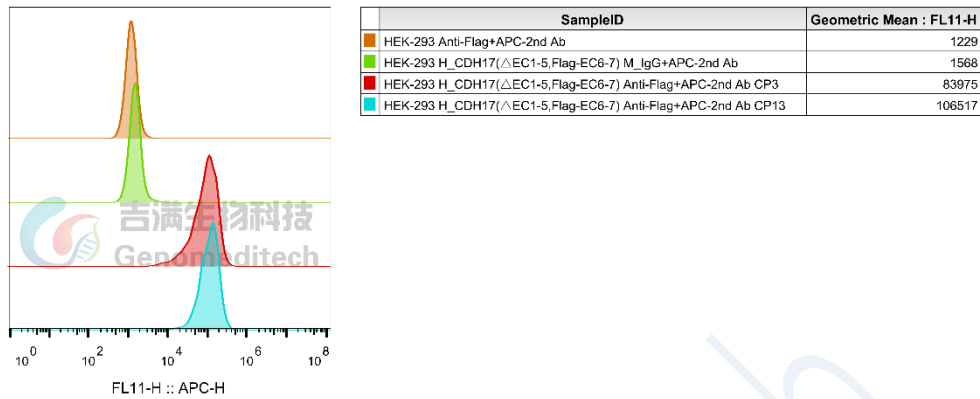 SampleID Geometric Mean : FL11-H
HEK-293 Anti-Flag+APC-2nd Ab 1229
HEK-293 H_CDH17(△EC1-5,Flag-EC6-7) M_IgG+APC-2nd Ab 1568
HEK-293 H_CDH17(△EC1-5,Flag-EC6-7) Anti-Flag+APC-2nd Ab CP3 83975
HEK-293 H_CDH17(△EC1-5,Flag-EC6-7) Anti-Flag+APC-2nd Ab CP13 106517
吉满生物科技
Genomeditech
10^0 10^2 10^4 10^6 10^8
FL11-H :: APC-H